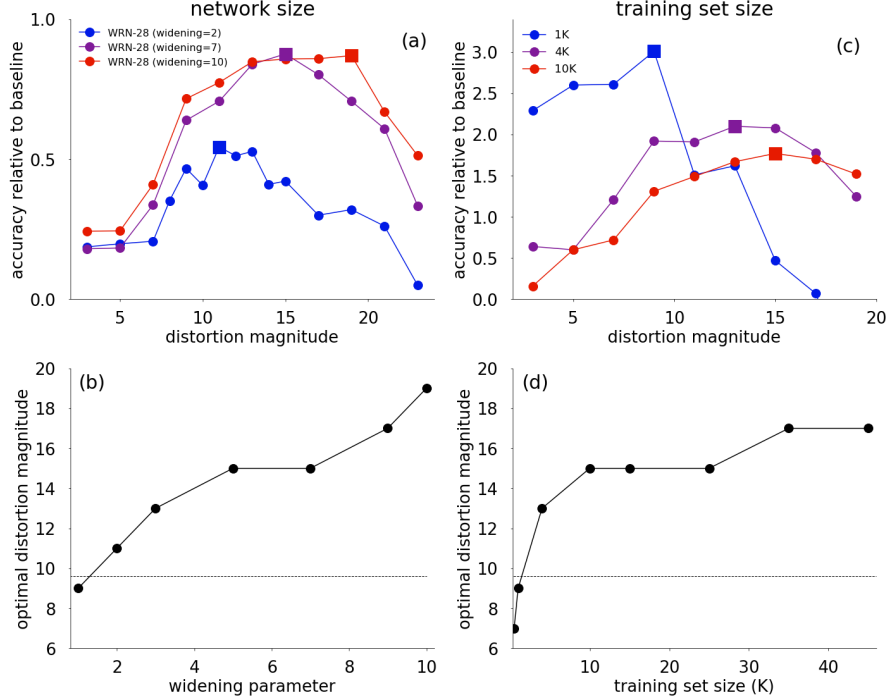 network size
(a)
WRN-28 (widening=2)
WRN-28 (widening=7)
WRN-28 (widening=10)
accuracy relative to baseline
1.0
0.5
0.0
5 10 15 20
distortion magnitude
training set size
(c)
1K
4K
10K
accuracy relative to baseline
3.0
2.5
2.0
1.5
1.0
0.5
0.0
5 10 15 20
distortion magnitude
(b)
optimal distortion magnitude
20
18
16
14
12
10
8
6
2 4 6 8 10
widening parameter
(d)
optimal distortion magnitude
20
18
16
14
12
10
8
6
10 20 30 40
training set size (K)